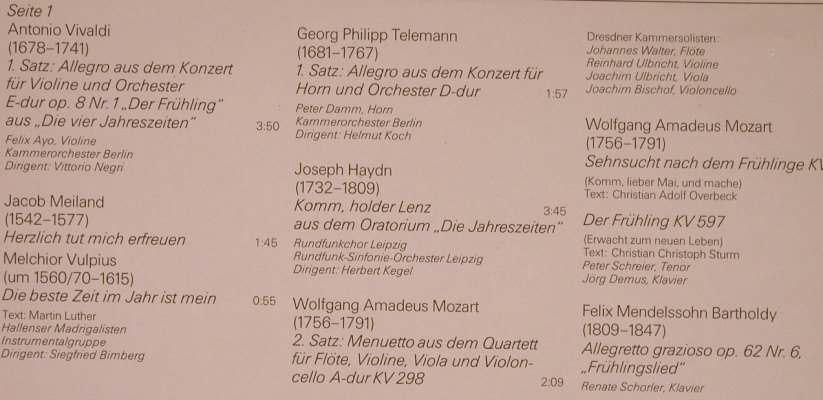 Seite 1
Antonio Vivaldi
(1678–1741)
1. Satz: Allegro aus dem Konzert
für Violine und Orchester
E-dur op. 8 Nr. 1 „Der Frühling“
aus „Die vier Jahreszeiten“ 3:50
Felix Ayo, Violine
Kammerorchester Berlin
Dirigent: Vittorio Negri
Jacob Meiland
(1542–1577)
Herzlich tut mich erfreuen 1:45
Melchior Vulpius
(um 1560/70–1615)
Die beste Zeit im Jahr ist mein 0:55
Text: Martin Luther
Hallenser Madrigalisten
Instrumentalgruppe
Dirigent: Siegfried Bimberg
Georg Philipp Telemann
(1681–1767)
1. Satz: Allegro aus dem Konzert für
Horn und Orchester D-dur 1:57
Peter Damm, Horn
Kammerorchester Berlin
Dirigent: Helmut Koch
Joseph Haydn
(1732–1809)
Komm, holder Lenz 3:45
aus dem Oratorium „Die Jahreszeiten“
Rundfunkchor Leipzig
Rundfunk-Sinfonie-Orchester Leipzig
Dirigent: Herbert Kegel
Wolfgang Amadeus Mozart
(1756–1791)
2. Satz: Menuetto aus dem Quartett
für Flöte, Violine, Viola und Violon-
cello A-dur KV 298 2:09
Dresdner Kammersolisten:
Johannes Walter, Flöte
Reinhard Ulbricht, Violine
Joachim Ulbricht, Viola
Joachim Bischof, Violoncello
Wolfgang Amadeus Mozart
(1756–1791)
Sehnsucht nach dem Frühlinge KV
(Komm, lieber Mai, und mache)
Text: Christian Adolf Overbeck
Der Frühling KV 597
(Erwacht zum neuen Leben)
Text: Christian Christoph Sturm
Peter Schreier, Tenor
Jörg Demus, Klavier
Felix Mendelssohn Bartholdy
(1809–1847)
Allegretto grazioso op. 62 Nr. 6,
„Frühlingslied“
Renate Schorler, Klavier